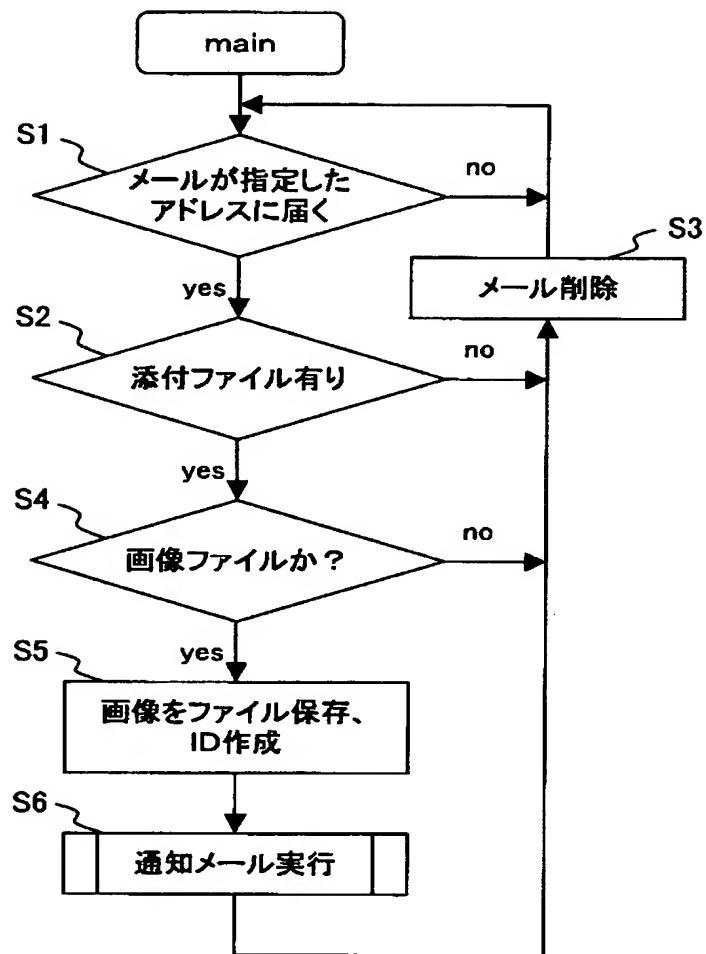 main
S1
メールが指定した
アドレスに届く
no
yes
S3
メール削除
S2
添付ファイル有り
no
yes
S4
画像ファイルか？
no
yes
S5
画像をファイル保存、
ID作成
S6
通知メール実行